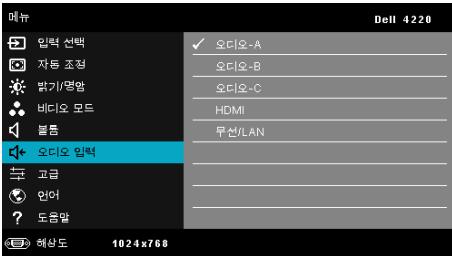 메뉴
Dell 4220
입력 선택
자동 조정
밝기/명암
비디오 모드
볼륨
오디오 입력
고급
언어
도움말
오디오-A
오디오-B
오디오-C
HDMI
무선/LAN
해상도 1024x768